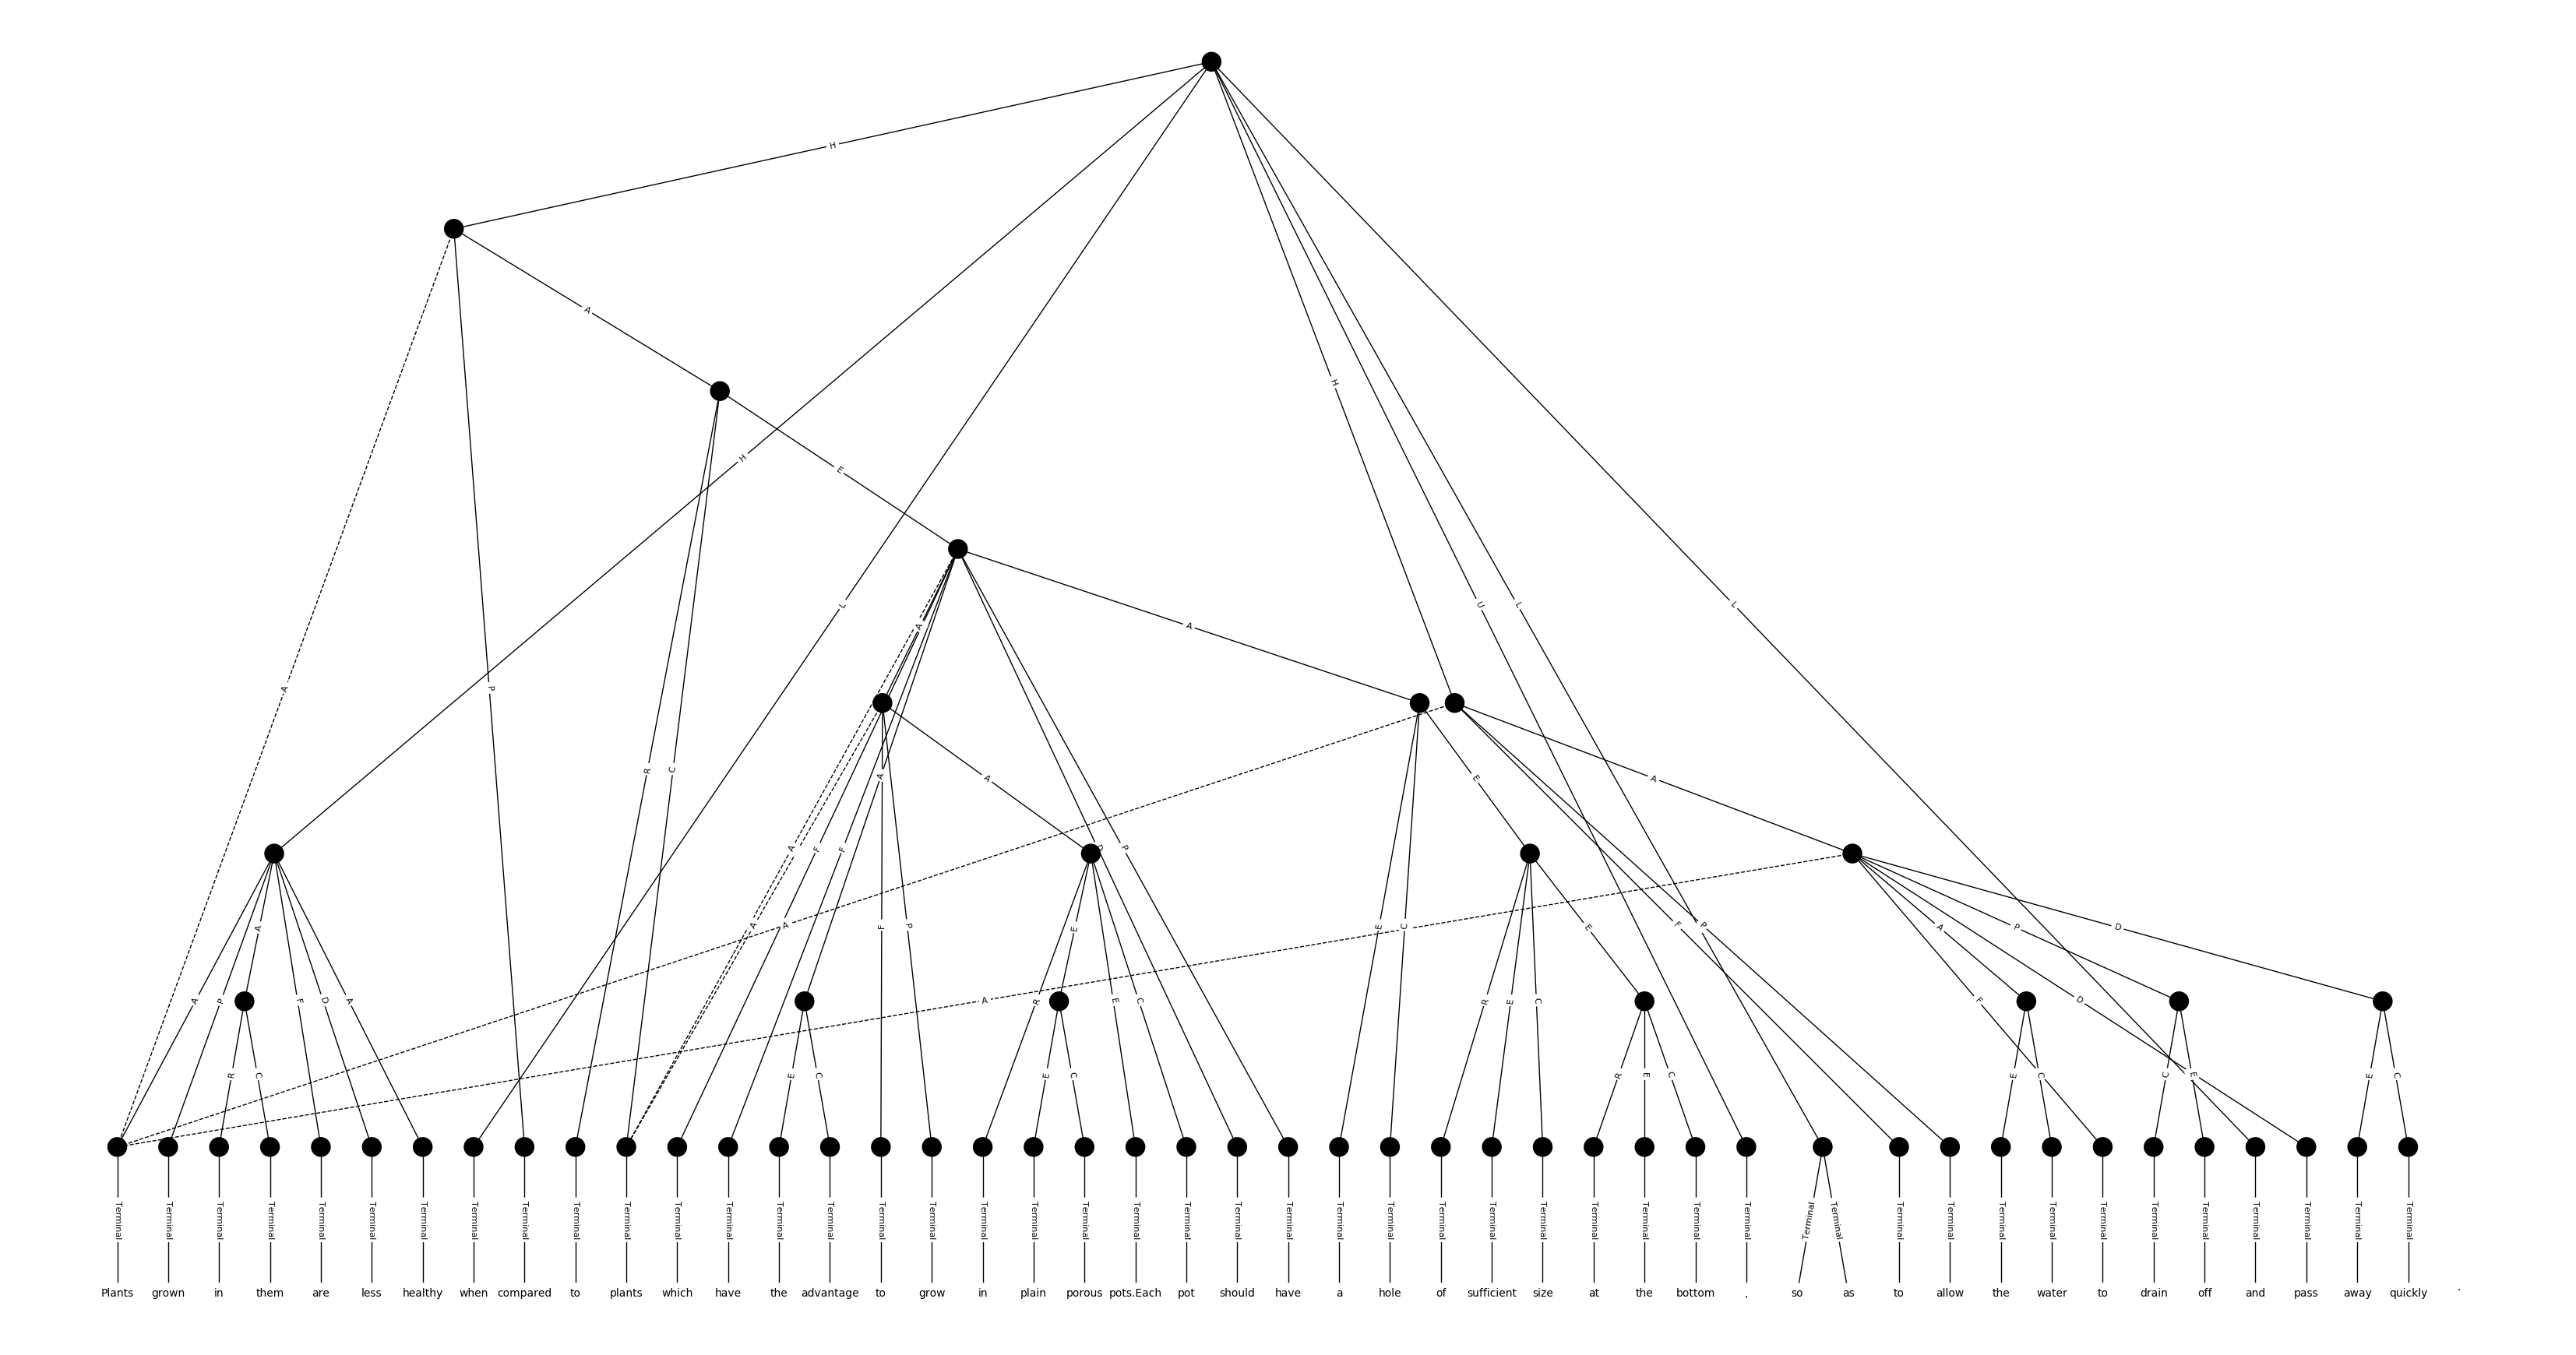 H
A
H
E
H
L
U
L
L
A
A
A
P
R
C
A
A
F
F
A
A
D
P
E
A
A
P
A
F
D
A
A
A
F
P
A
E
E
C
E
F
P
A
P
D
A
R
E
C
R
E
C
F
D
R
C
E
C
E
C
R
E
C
E
C
C
E
E
C
Terminal Terminal Terminal Terminal Terminal Terminal Terminal Terminal Terminal Terminal Terminal Terminal Terminal Terminal Terminal Terminal Terminal Terminal Terminal Terminal Terminal Terminal Terminal Terminal Terminal Terminal Terminal Terminal Terminal Terminal Terminal Terminal Terminal Terminal Terminal Terminal Terminal Terminal Terminal Terminal Terminal Terminal Terminal Terminal Terminal Terminal
Plants grown in them are less healthy when compared to plants which have the advantage to grow in plain porous pots.Each pot should have a hole of sufficient size at the bottom , so as to allow the water to drain off and pass away quickly .